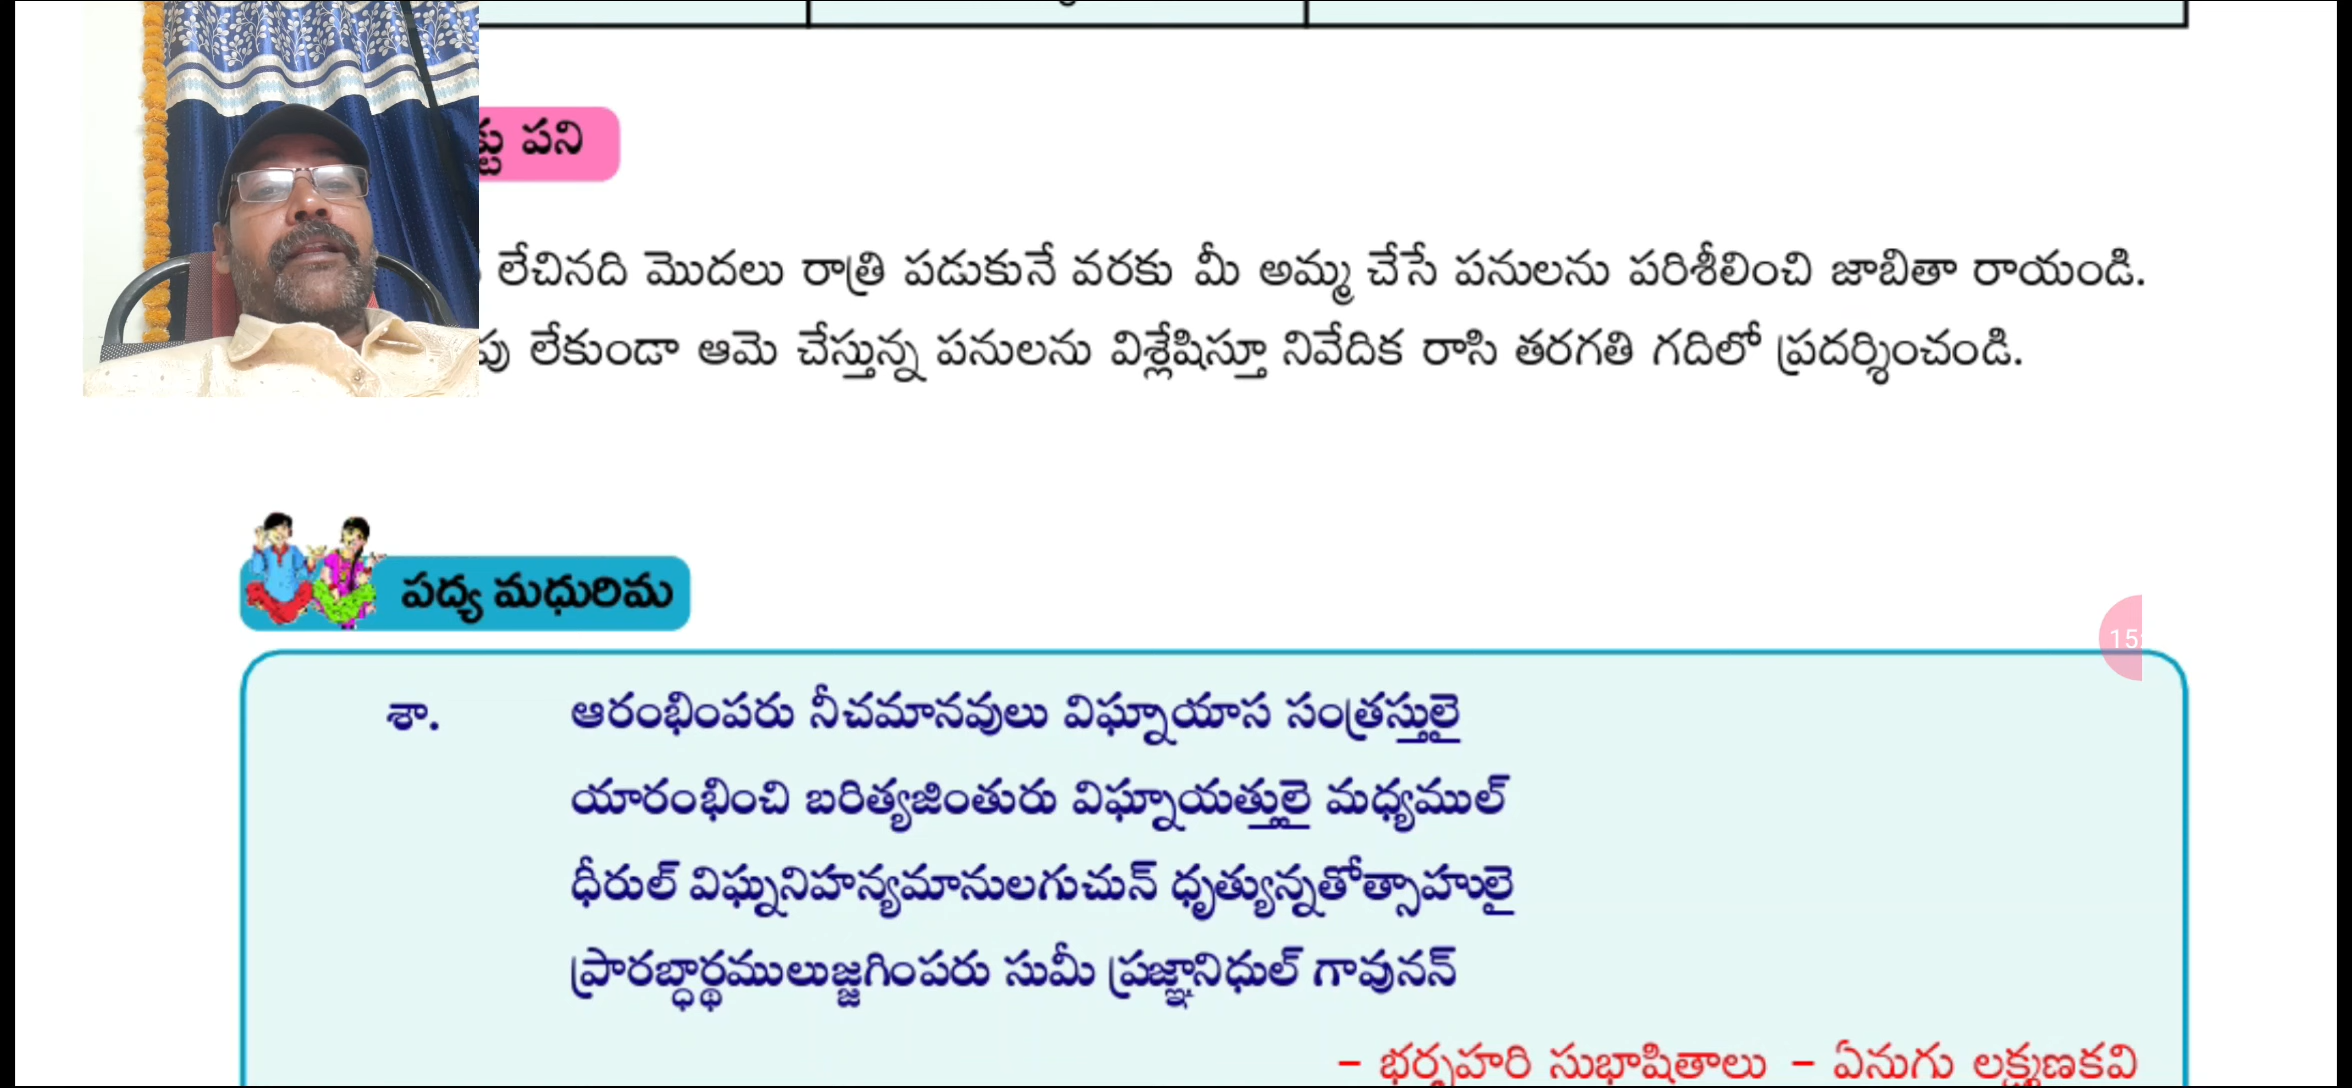 పని
లేచినది మొదలు రాత్రి పడుకునే వరకు మీ అమ్మ చేసే పనులను పరిశీలించి జాబితా రాయండి.
లేకుండా ఆమె చేస్తున్న పనులను విశ్లేషిస్తూ నివేదిక రాసి తరగతి గదిలో ప్రదర్శించండి.
పద్య మధురిమ
15
శా. ఆరంభింపరు నీచమానవులు విఘ్నాయాస సంత్రస్తులై
యారంభించి బరిత్యజింతురు విఘ్నాయత్తులై మధ్యముల్
ధీరుల్ విఘ్ననిహన్యమానులగుచున్ ధృత్యున్నతోత్సాహులై
ప్రారబ్ధార్థములుజ్జగింపరు సుమీ ప్రజ్ఞానిధుల్ గావునన్
– భర్తృహరి సుభాషితాలు – ఏనుగు లక్ష్మణకవి